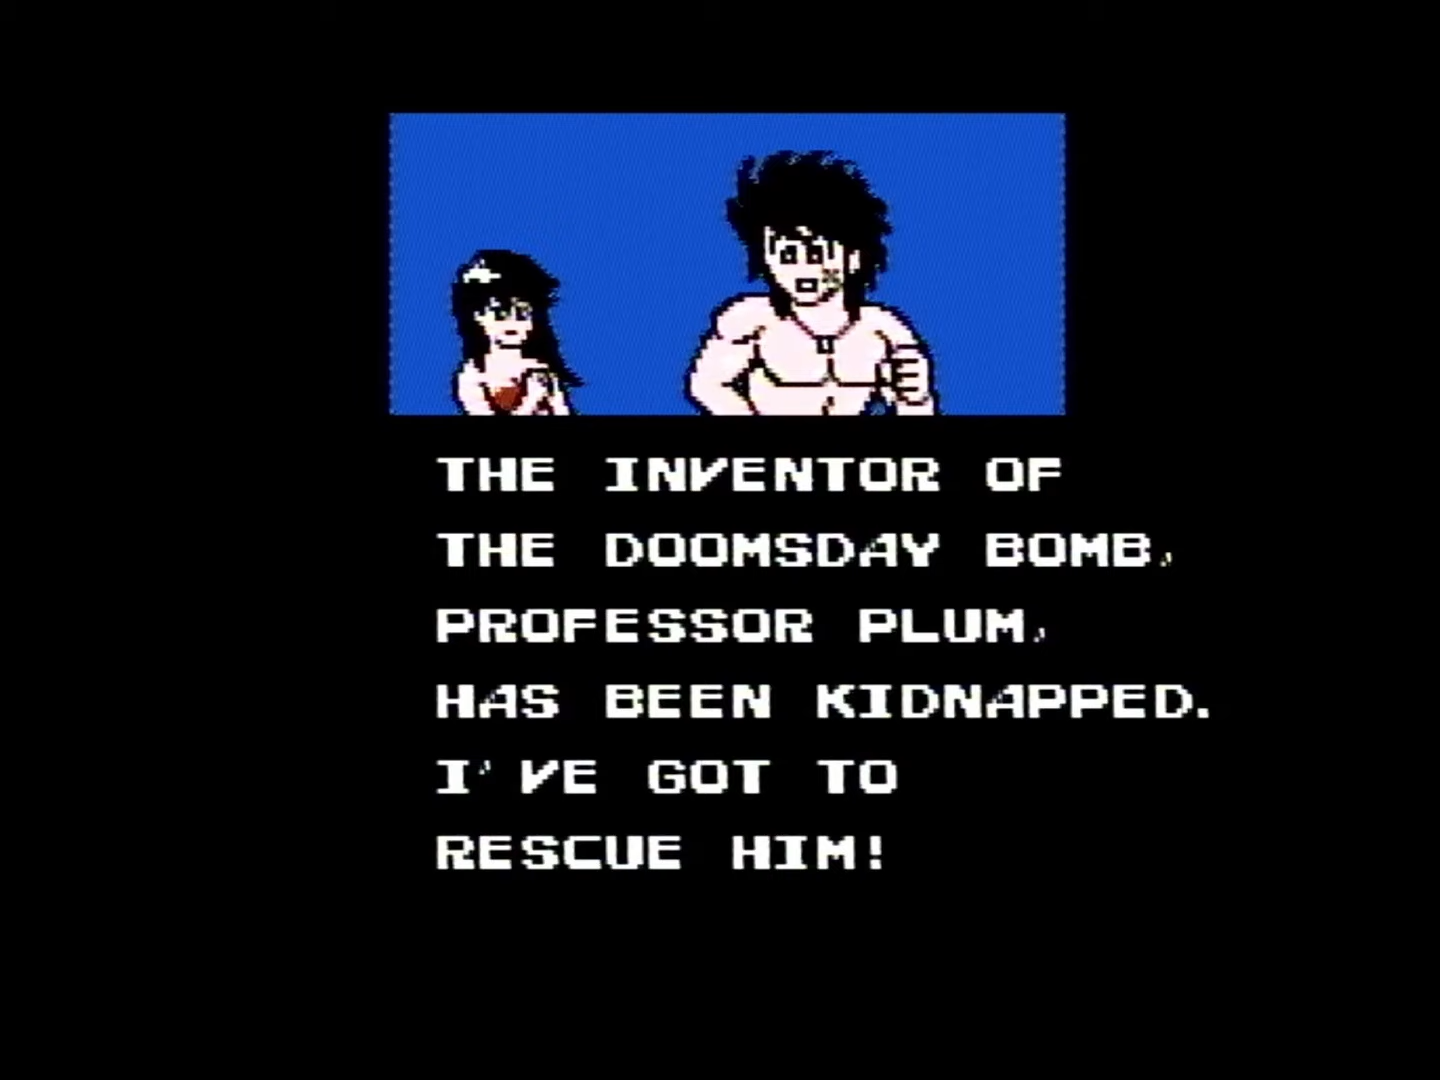 THE INVENTOR OF
THE DOOMSDAY BOMB,
PROFESSOR PLUM,
HAS BEEN KIDNAPPED.
I'VE GOT TO
RESCUE HIM!